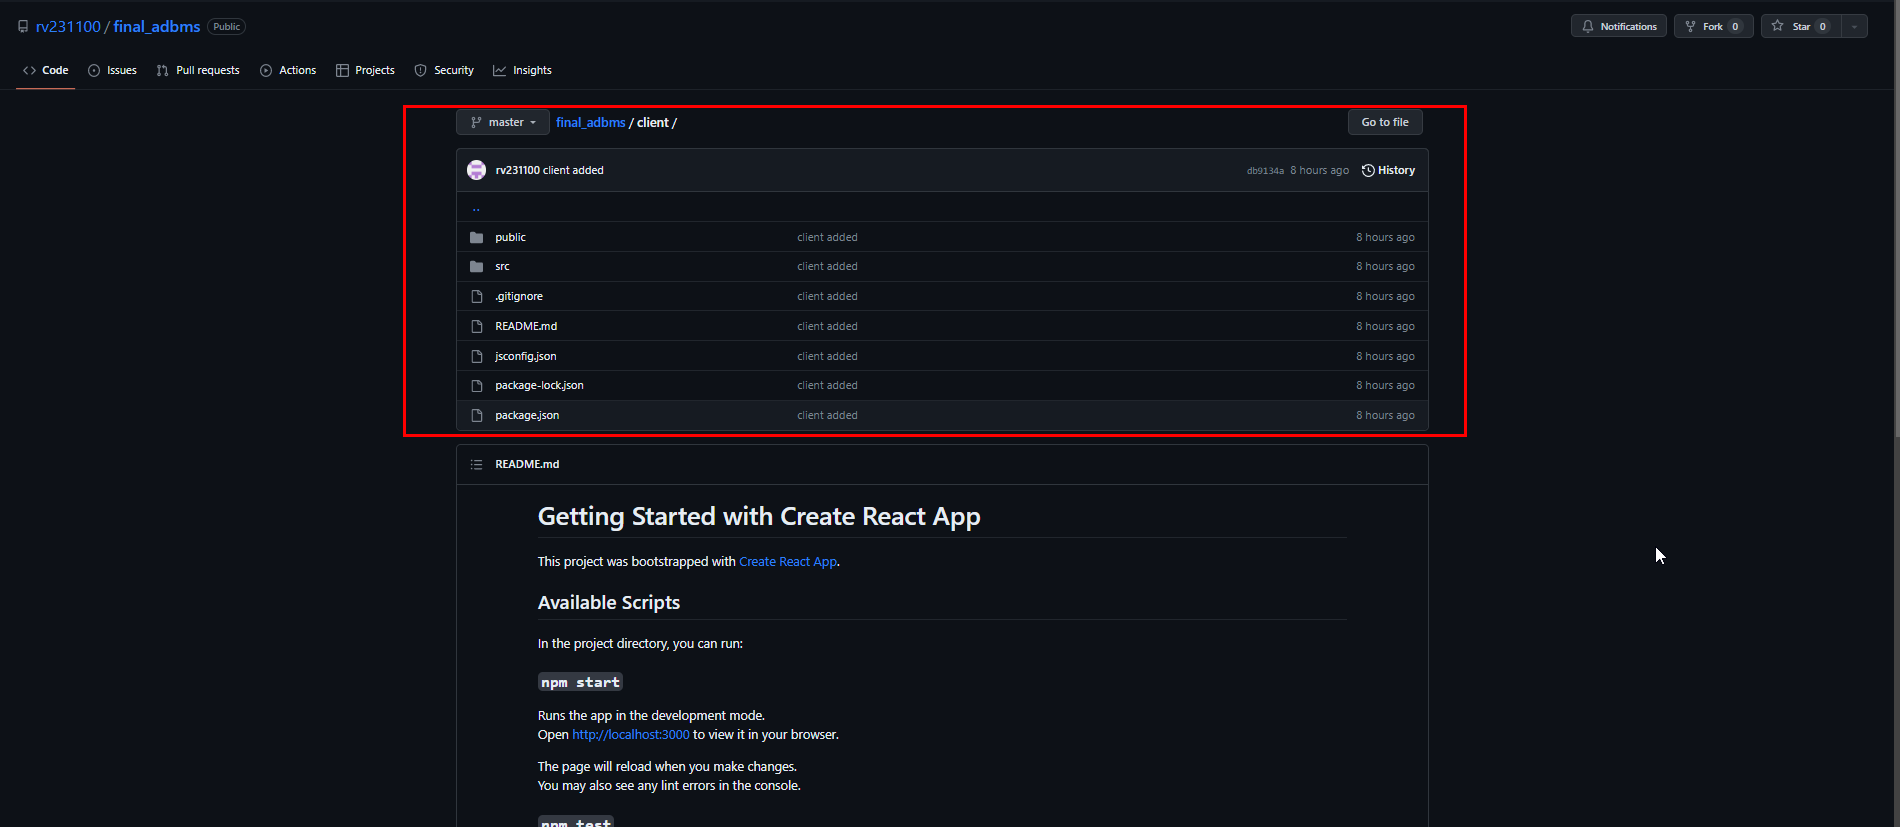 rv231100 / final_adbms Public
Notifications Fork 0 Star 0
Code Issues Pull requests Actions Projects Security Insights
master final_adbms / client / Go to file
rv231100 client added db9134a 8 hours ago History
..
public client added 8 hours ago
src client added 8 hours ago
.gitignore client added 8 hours ago
README.md client added 8 hours ago
jsconfig.json client added 8 hours ago
package-lock.json client added 8 hours ago
package.json client added 8 hours ago
README.md
Getting Started with Create React App
This project was bootstrapped with Create React App.
Available Scripts
In the project directory, you can run:
npm start
Runs the app in the development mode.
Open http://localhost:3000 to view it in your browser.
The page will reload when you make changes.
You may also see any lint errors in the console.
npm test